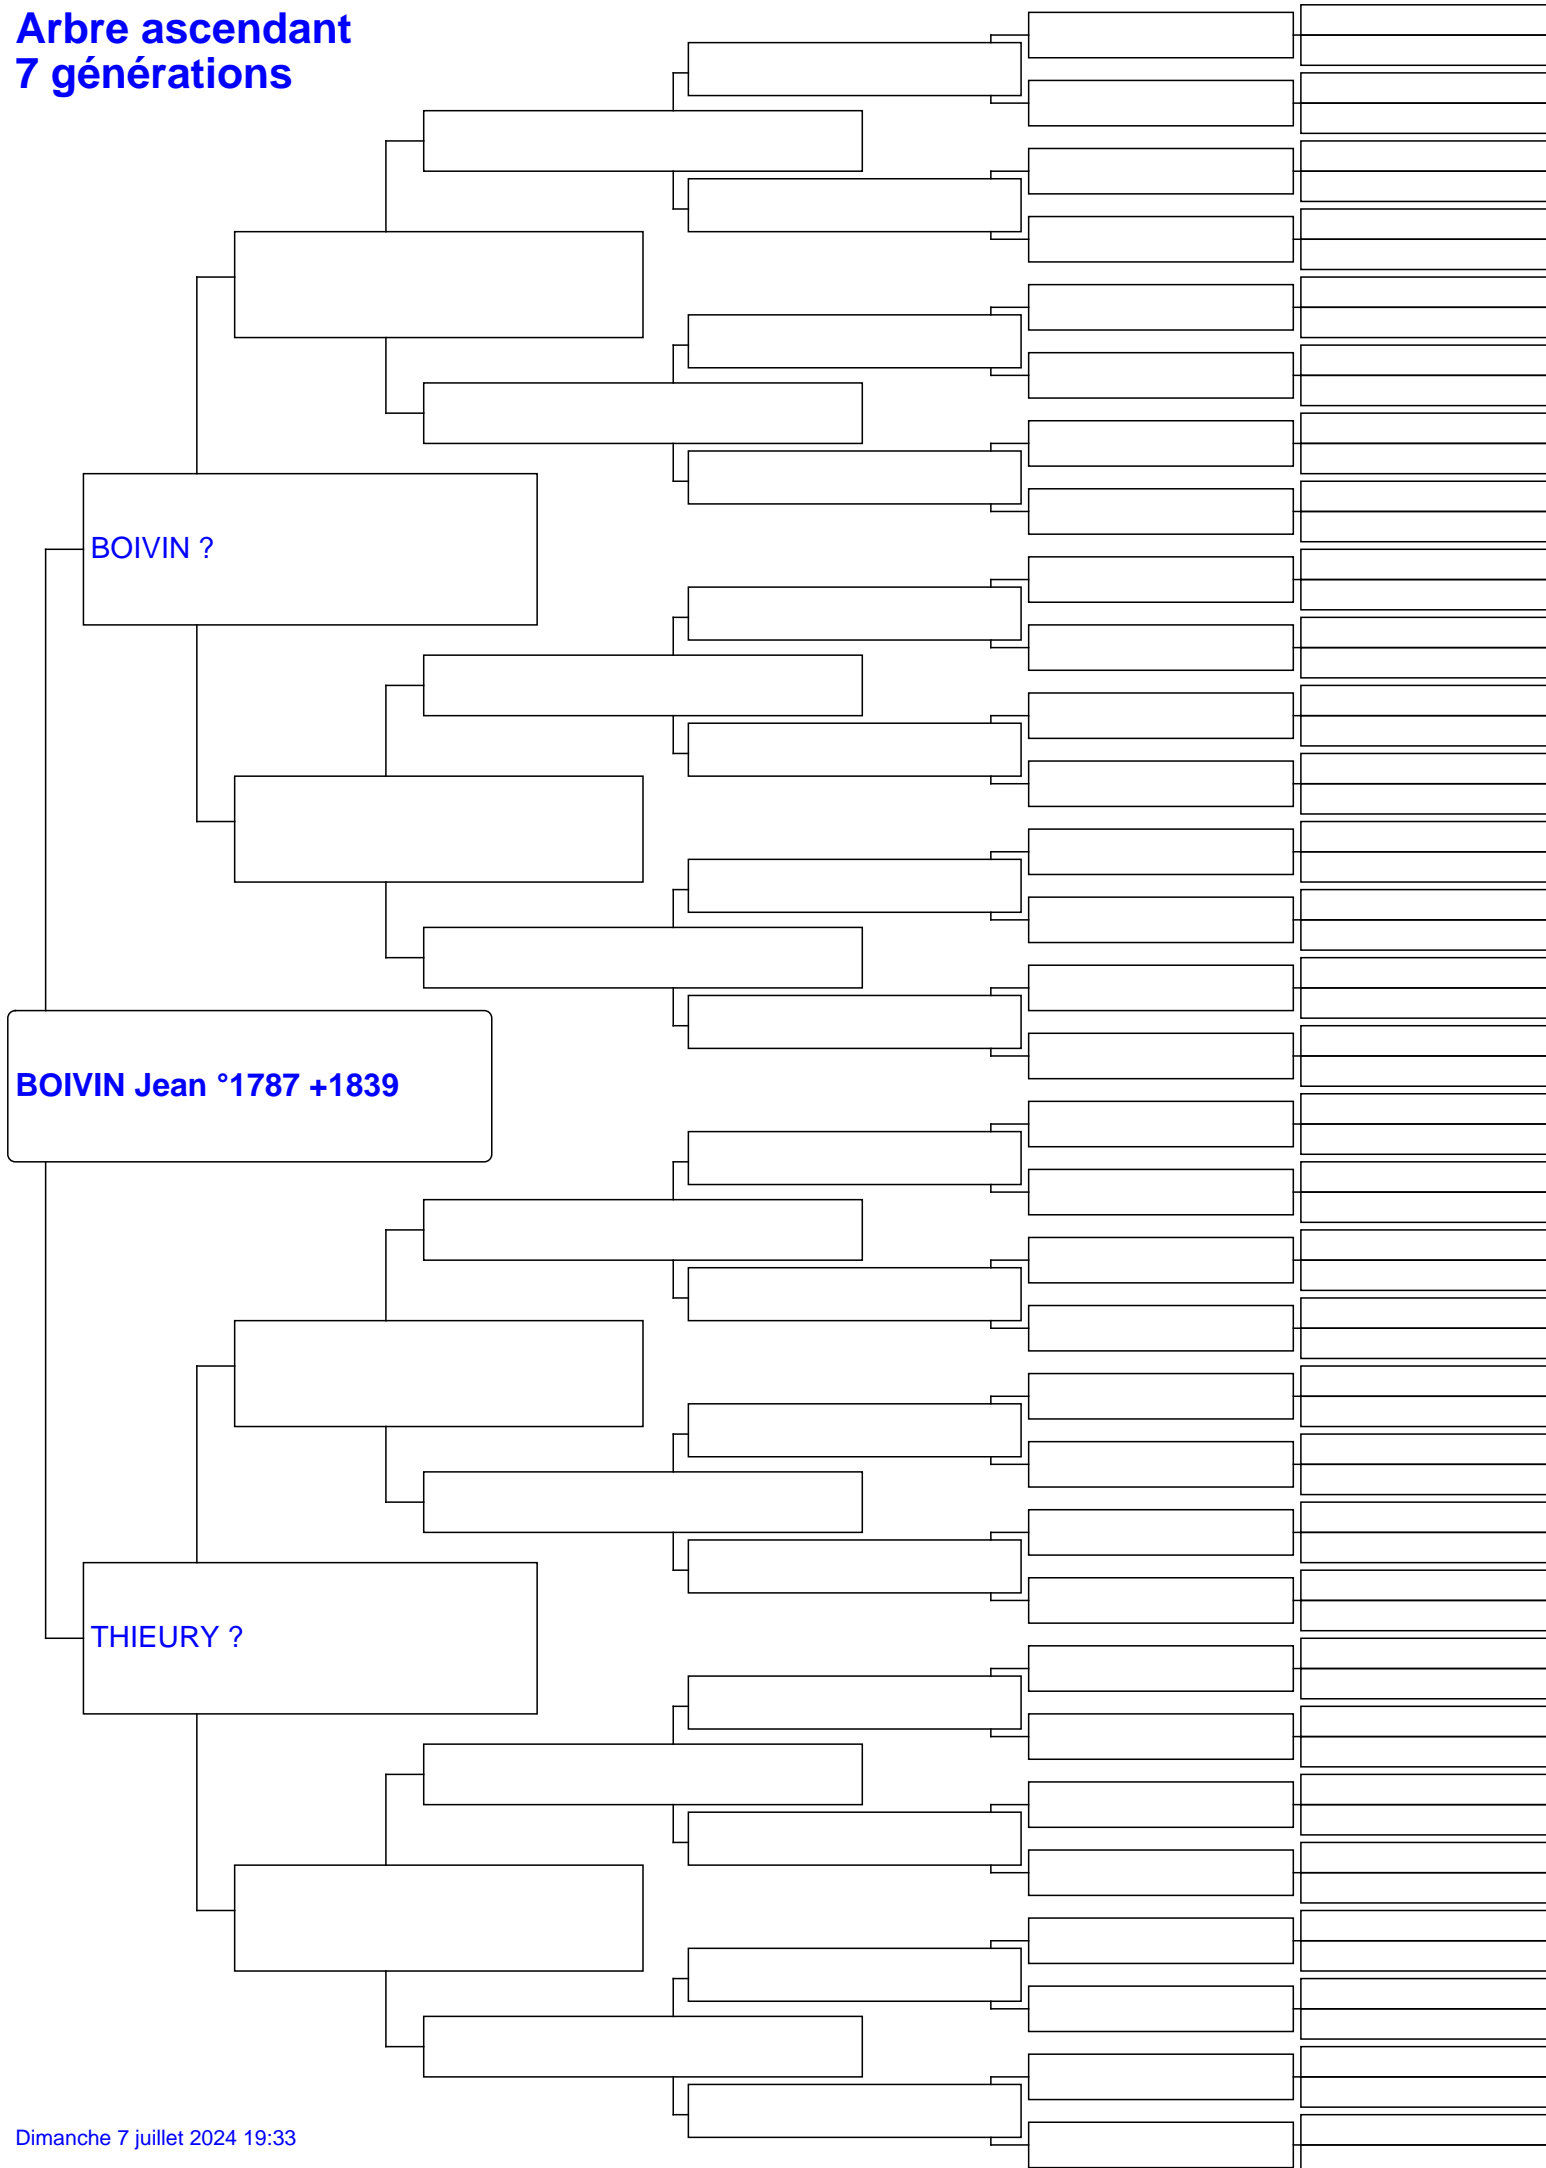 Arbre ascendant
7 générations
BOIVIN ?
BOIVIN Jean °1787 +1839
THIEURY ?
Dimanche 7 juillet 2024 19:33